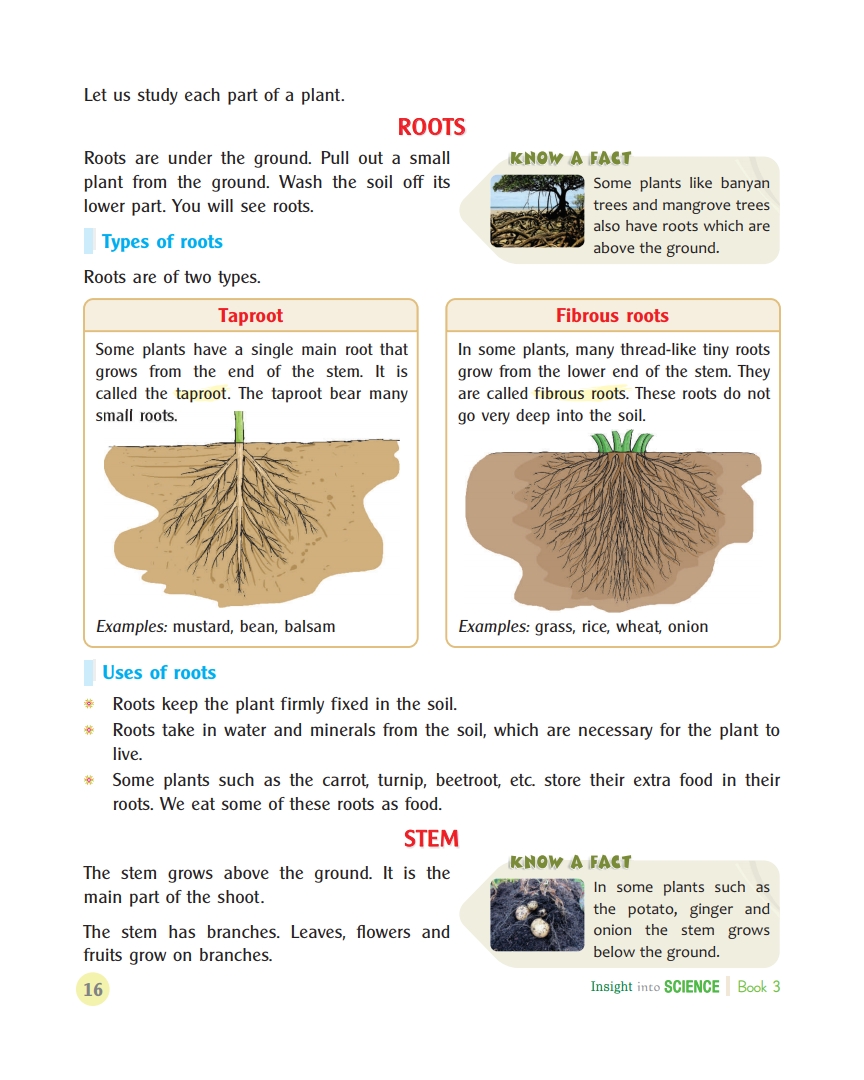 Let us study each part of a plant.
ROOTS
Roots are under the ground. Pull out a small
plant from the ground. Wash the soil off its
lower part. You will see roots.
KNOW A FACT
Some plants like banyan
trees and mangrove trees
also have roots which are
above the ground.
Types of roots
Roots are of two types.
Taproot
Some plants have a single main root that
grows from the end of the stem. It is
called the taproot. The taproot bear many
small roots.
Examples: mustard, bean, balsam
Fibrous roots
In some plants, many thread-like tiny roots
grow from the lower end of the stem. They
are called fibrous roots. These roots do not
go very deep into the soil.
Examples: grass, rice, wheat, onion
Uses of roots
Roots keep the plant firmly fixed in the soil.
Roots take in water and minerals from the soil, which are necessary for the plant to
live.
Some plants such as the carrot, turnip, beetroot, etc. store their extra food in their
roots. We eat some of these roots as food.
STEM
The stem grows above the ground. It is the
main part of the shoot.
The stem has branches. Leaves, flowers and
fruits grow on branches.
KNOW A FACT
In some plants such as
the potato, ginger and
onion the stem grows
below the ground.
16
Insight into SCIENCE Book 3